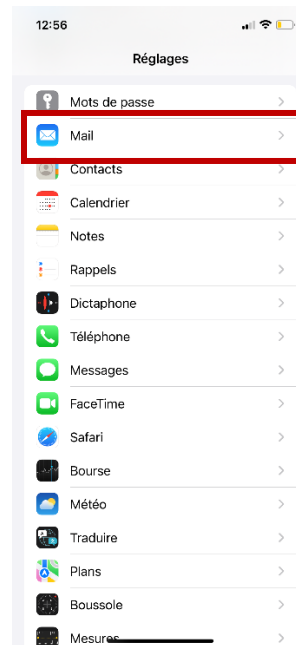 12:56
Réglages
Mots de passe
Mail
Contacts
Calendrier
Notes
Rappels
Dictaphone
Téléphone
Messages
FaceTime
Safari
Bourse
Météo
Traduire
Plans
Boussole
Mesures